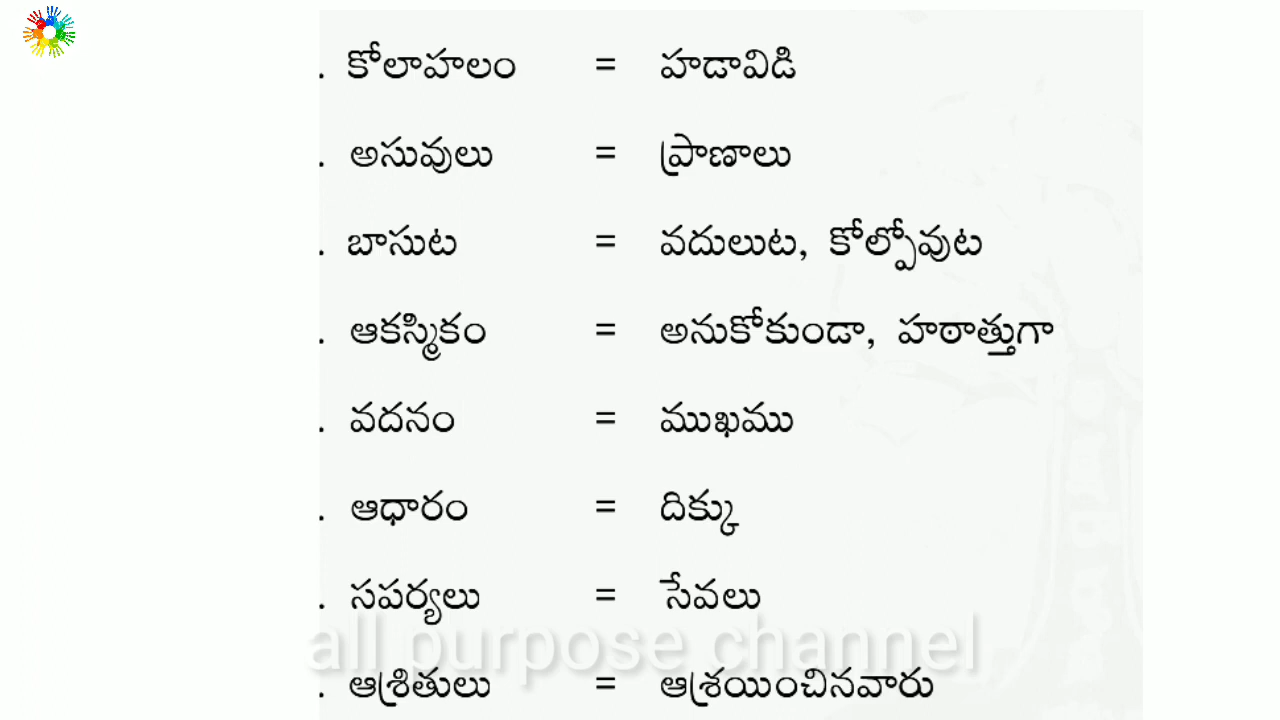 . కోలాహలం = హడావిడి
. అసువులు = ప్రాణాలు
. బాసుట = వదులుట, కోల్పోవుట
. ఆకస్మికం = అనుకోకుండా, హఠాత్తుగా
. వదనం = ముఖము
. ఆధారం = దిక్కు
. సపర్యలు = సేవలు
all purpose channel
. ఆశ్రితులు = ఆశ్రయించినవారు